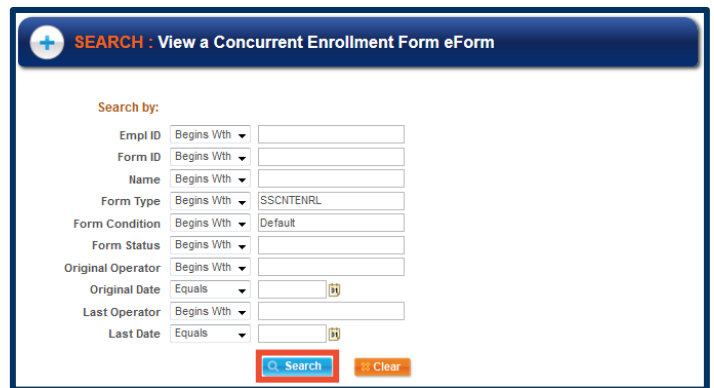 SEARCH : View a Concurrent Enrollment Form eForm
Search by:
Empl ID Begins Wth
Form ID Begins Wth
Name Begins Wth
Form Type Begins Wth SSCNTENRL
Form Condition Begins Wth Default
Form Status Begins Wth
Original Operator Begins Wth
Original Date Equals
Last Operator Begins Wth
Last Date Equals
Search Clear